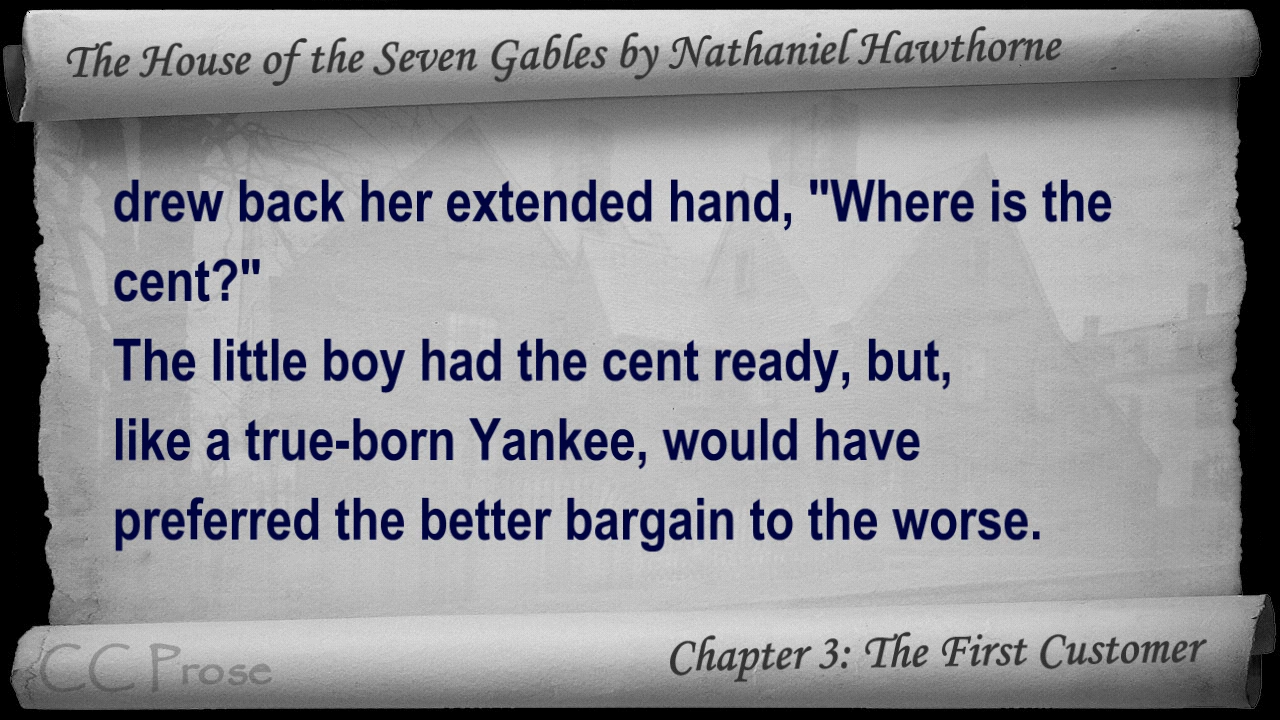 The House of the Seven Gables by Nathaniel Hawthorne
drew back her extended hand, "Where is the
cent?"
The little boy had the cent ready, but,
like a true-born Yankee, would have
preferred the better bargain to the worse.
CC Prose
Chapter 3: The First Customer